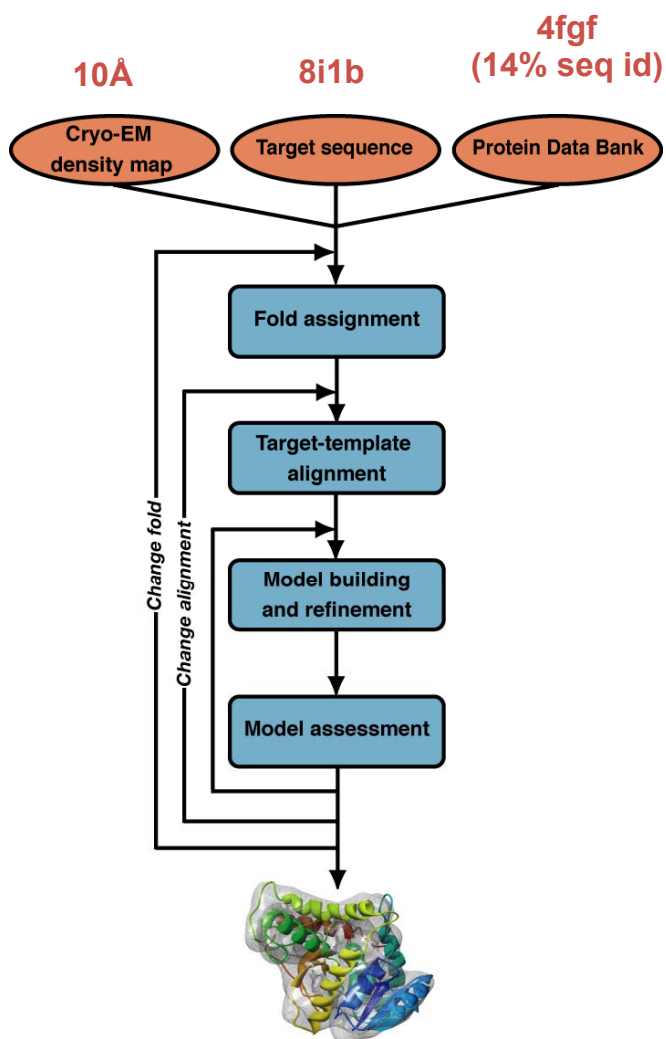 10Å
8i1b
4fgf
(14% seq id)
Cryo-EM
density map
Target sequence
Protein Data Bank
Fold assignment
Target-template
alignment
Model building
and refinement
Model assessment
Change fold
Change alignment